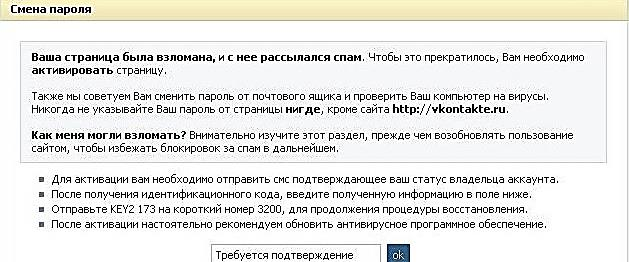 Смена пароля
Ваша страница была взломана, и с нее рассылался спам. Чтобы это прекратилось, Вам необходимо
активировать страницу.
Также мы советуем Вам сменить пароль от почтового ящика и проверить Ваш компьютер на вирусы.
Никогда не указывайте Ваш пароль от страницы нигде, кроме сайта http://vkontakte.ru.
Как меня могли взломать? Внимательно изучите этот раздел, прежде чем возобновлять пользование
сайтом, чтобы избежать блокировок за спам в дальнейшем.
Для активации вам необходимо отправить смс подтверждающее ваш статус владельца аккаунта.
После получения идентификационного кода, введите полученную информацию в поле ниже.
Отправьте KEY2 173 на короткий номер 3200, для продолжения процедуры восстановления.
После активации настоятельно рекомендуем обновить антивирусное программное обеспечение.
Требуется подтверждение ok